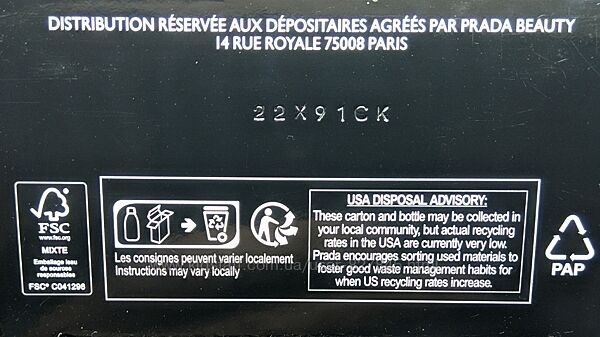 DISTRIBUTION RÉSERVÉE AUX DÉPOSITAIRES AGRÉÉS PAR PRADA BEAUTY
14 RUE ROYALE 75008 PARIS
22X91CK
FSC
www.fsc.org
MIXTE
Emballage issu
de sources
responsables
FSC® C041296
Les consignes peuvent varier localement
Instructions may vary locally
USA DISPOSAL ADVISORY:
These carton and bottle may be collected in
your local community, but actual recycling
rates in the USA are currently very low.
Prada encourages sorting used materials to
foster good waste management habits for
when US recycling rates increase.
PAP